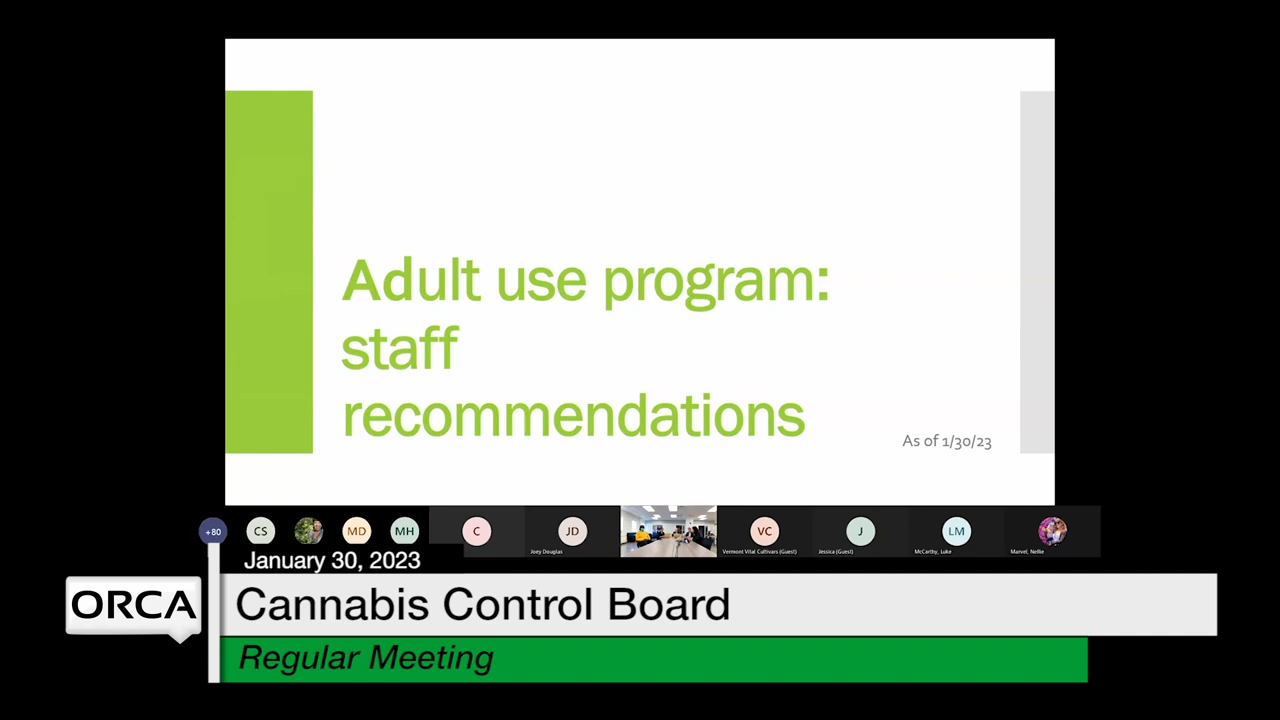 Adult use program:
staff
recommendations
As of 1/30/23
+80
CS
MD
MH
C
JD
VC
J
LM
Joey Douglas
Vermont Vital Cultivars (Guest)
Jessica (Guest)
McCarthy, Luke
Marvel, Nellie
January 30, 2023
ORCA
Cannabis Control Board
Regular Meeting